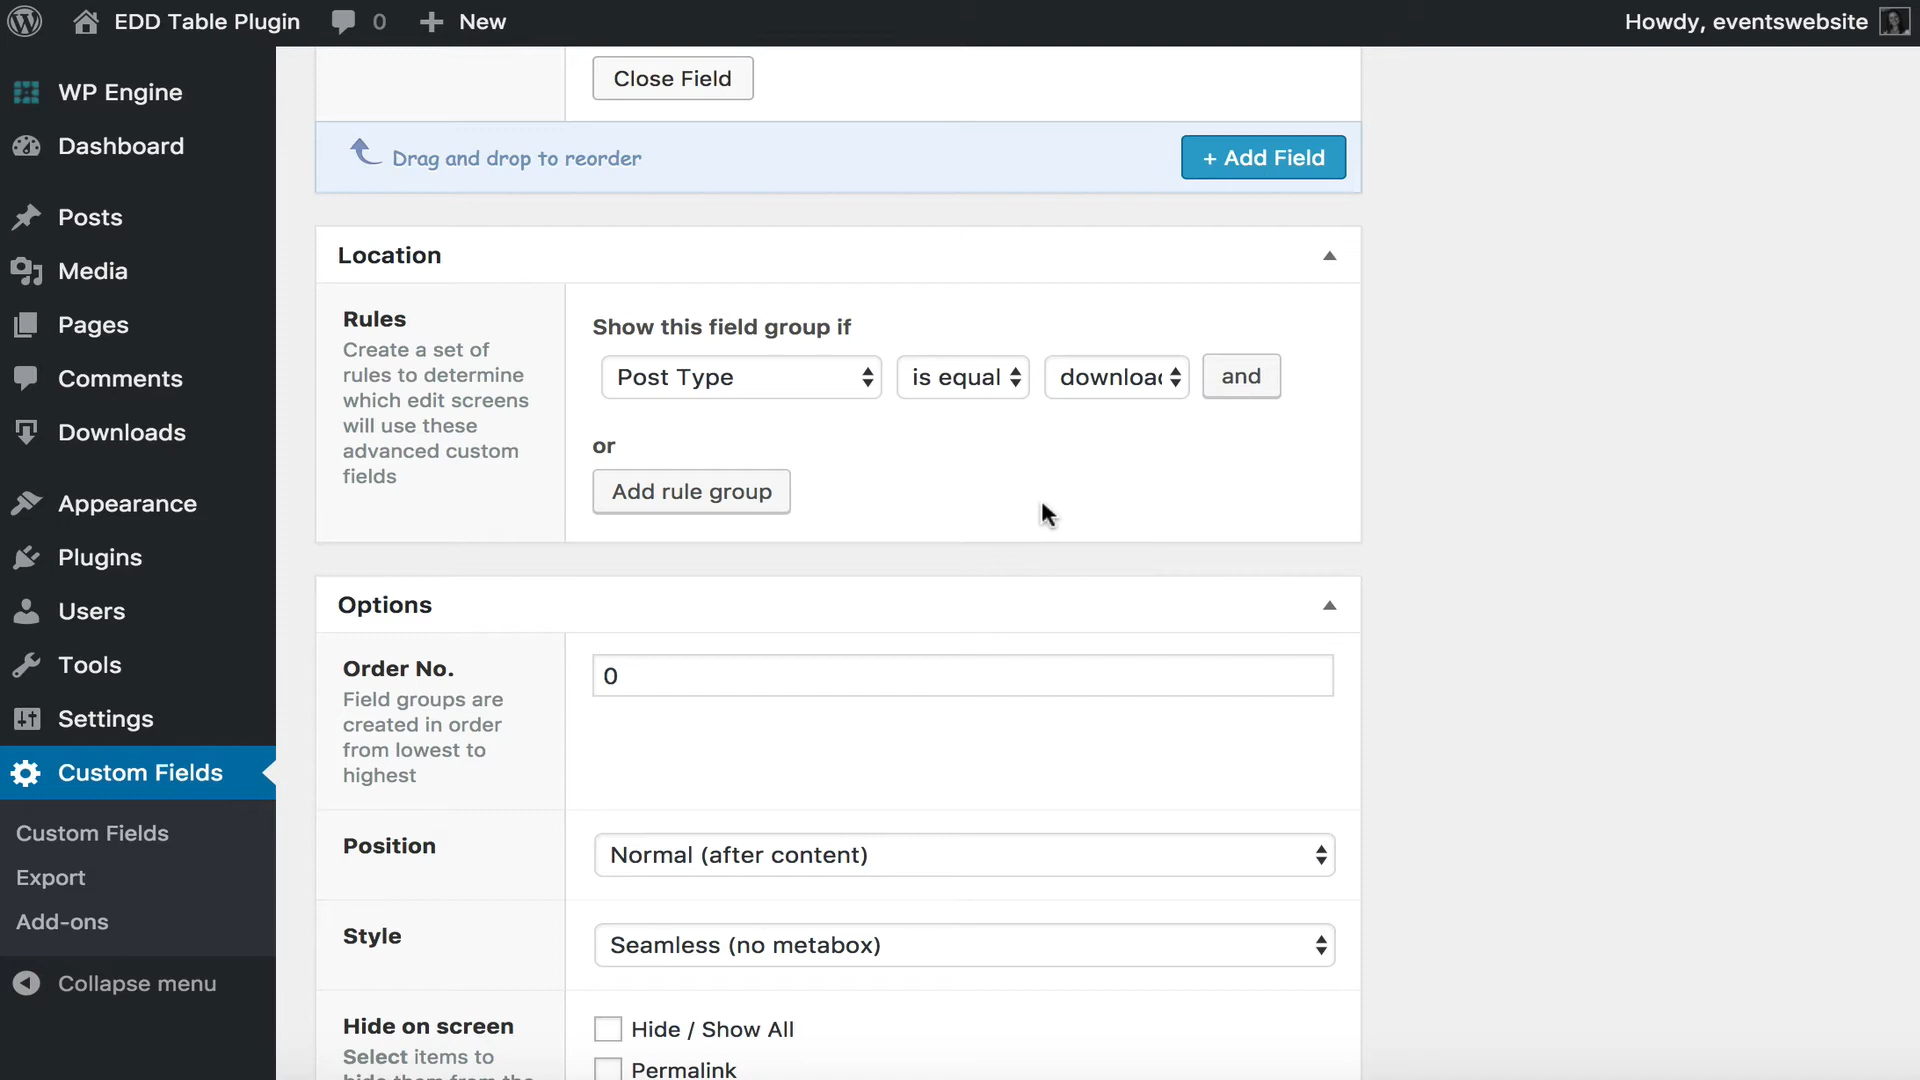 EDD Table Plugin 0 New Howdy, eventswebsite
WP Engine
Dashboard
Posts
Media
Pages
Comments
Downloads
Appearance
Plugins
Users
Tools
Settings
Custom Fields
Custom Fields
Export
Add-ons
Collapse menu
Close Field
Drag and drop to reorder
+ Add Field
Location
Rules
Create a set of
rules to determine
which edit screens
will use these
advanced custom
fields
Show this field group if
Post Type is equal downloa and
or
Add rule group
Options
Order No.
Field groups are
created in order
from lowest to
highest
0
Position
Normal (after content)
Style
Seamless (no metabox)
Hide on screen
Select items to
hide them from the
Hide / Show All
Permalink